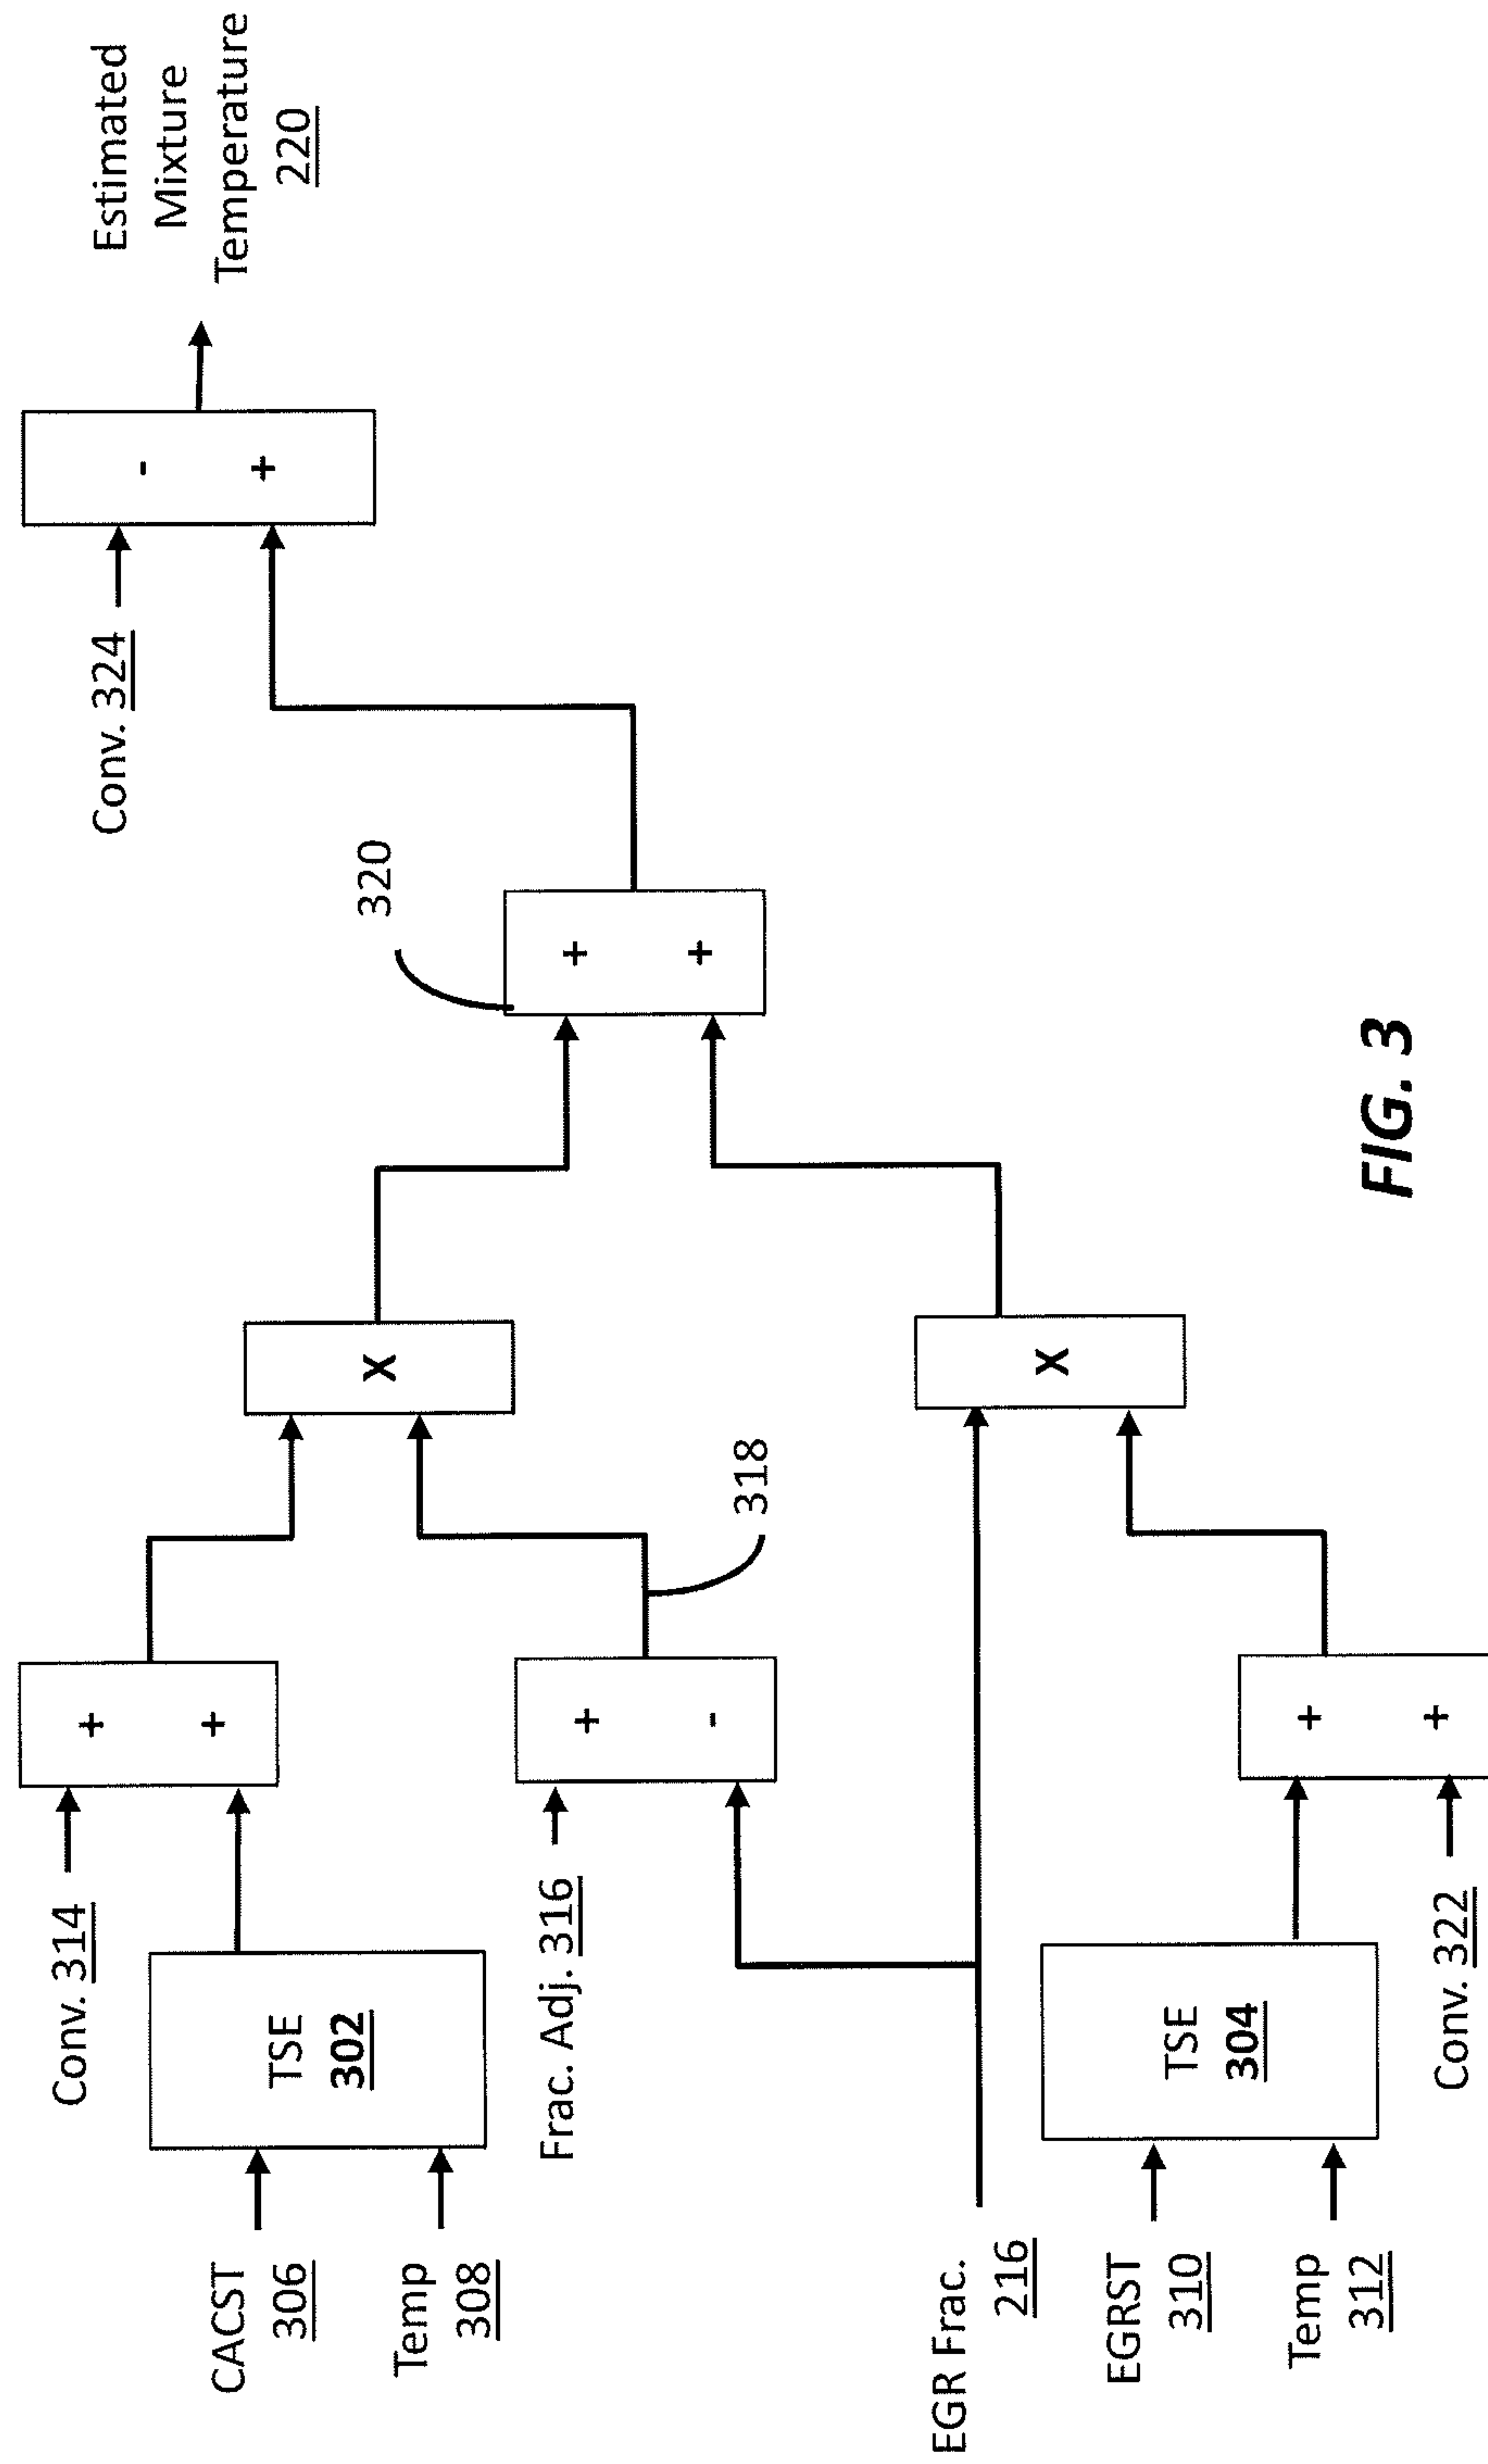 Conv. 314
+
+
CACST
306
TSE
302
Temp
308
X
Frac. Adj. 316
+
-
318
320
+
+
Conv. 324
-
+
Estimated
Mixture
Temperature
220
EGR Frac.
216
X
EGRST
310
TSE
304
Temp
312
+
+
Conv. 322
FIG. 3